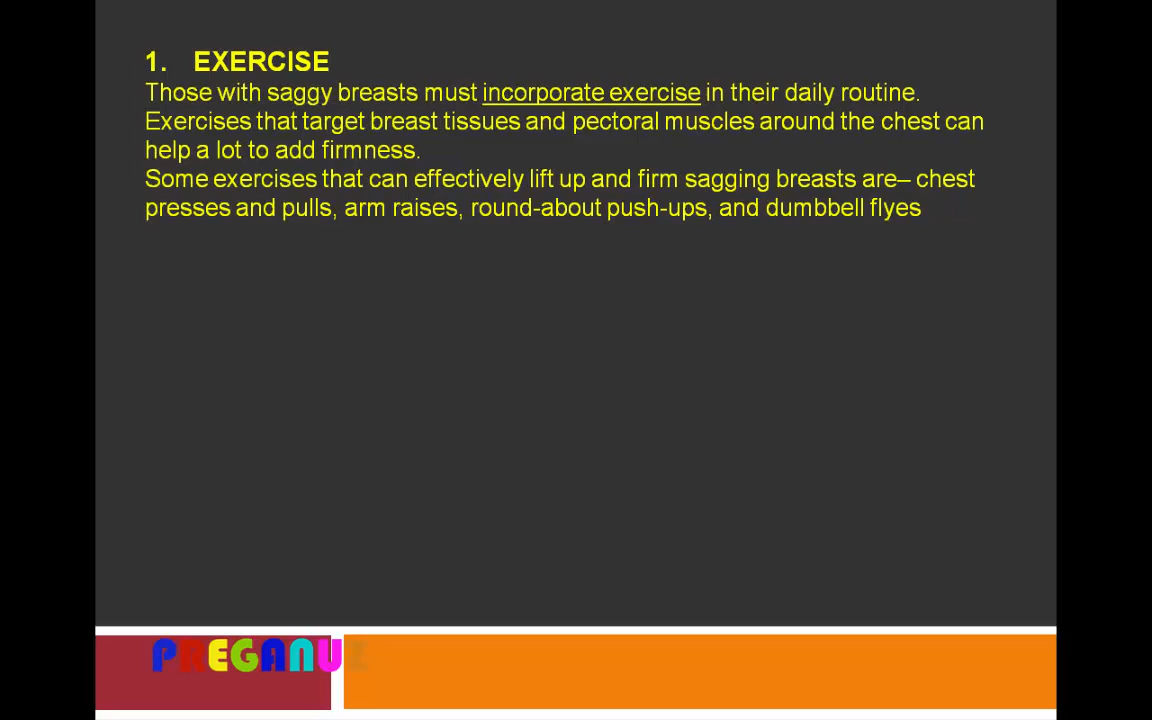 1. EXERCISE
Those with saggy breasts must incorporate exercise in their daily routine.
Exercises that target breast tissues and pectoral muscles around the chest can
help a lot to add firmness.
Some exercises that can effectively lift up and firm sagging breasts are– chest
presses and pulls, arm raises, round-about push-ups, and dumbbell flyes
PREGANUZ